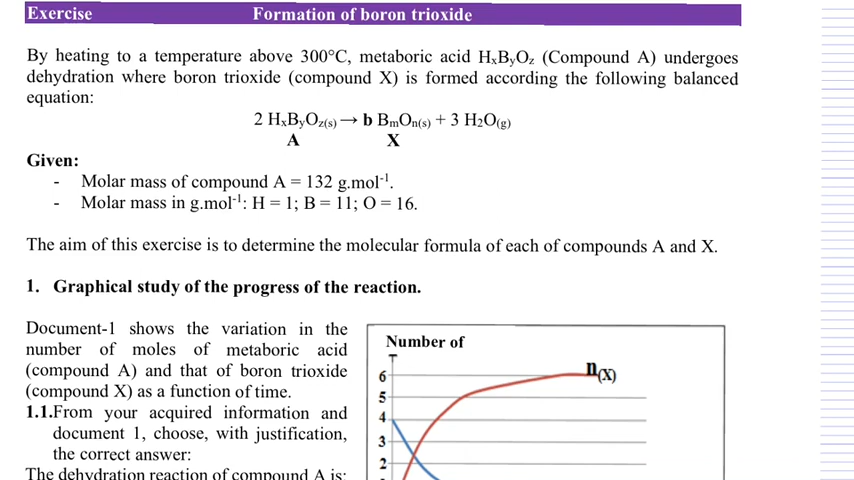 Exercise Formation of boron trioxide
By heating to a temperature above 300°C, metaboric acid HxByOz (Compound A) undergoes
dehydration where boron trioxide (compound X) is formed according the following balanced
equation:
2 HxByOz(s) → b BmOn(s) + 3 H2O(g)
A X
Given:
- Molar mass of compound A = 132 g.mol-1.
- Molar mass in g.mol-1: H = 1; B = 11; O = 16.
The aim of this exercise is to determine the molecular formula of each of compounds A and X.
1. Graphical study of the progress of the reaction.
Document-1 shows the variation in the
number of moles of metaboric acid
(compound A) and that of boron trioxide
(compound X) as a function of time.
1.1.From your acquired information and
document 1, choose, with justification,
the correct answer:
The dehydration reaction of compound A is:
Number of
n(X)
6
5
4
3
2